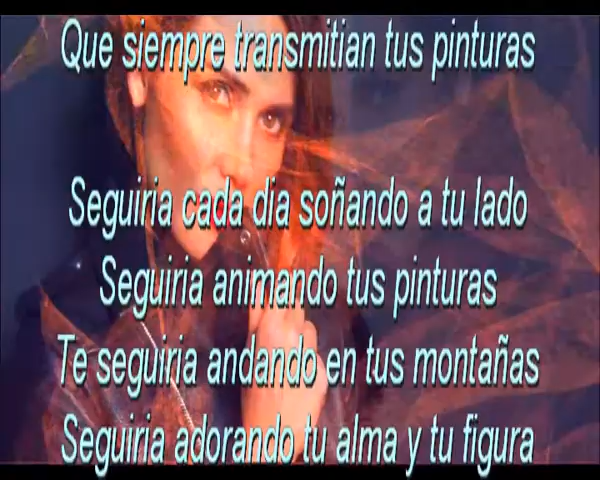 Que siempre transmitian tus pinturas
Seguiria cada dia soñando a tu lado
Seguiria animando tus pinturas
Te seguiria andando en tus montañas
Seguiria adorando tu alma y tu figura